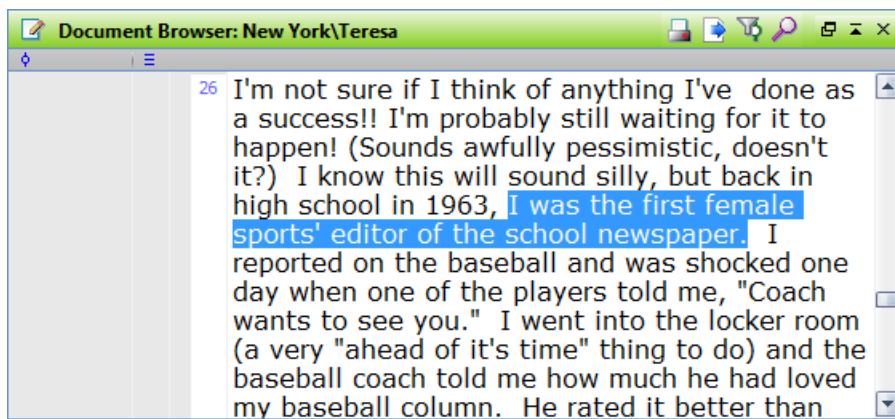 Document Browser: New York\Teresa
26 I'm not sure if I think of anything I've  done as
a success!! I'm probably still waiting for it to
happen! (Sounds awfully pessimistic, doesn't
it?)  I know this will sound silly, but back in
high school in 1963, I was the first female
sports' editor of the school newspaper.  I
reported on the baseball and was shocked one
day when one of the players told me, "Coach
wants to see you."  I went into the locker room
(a very "ahead of it's time" thing to do) and the
baseball coach told me how much he had loved
my baseball column.  He rated it better than